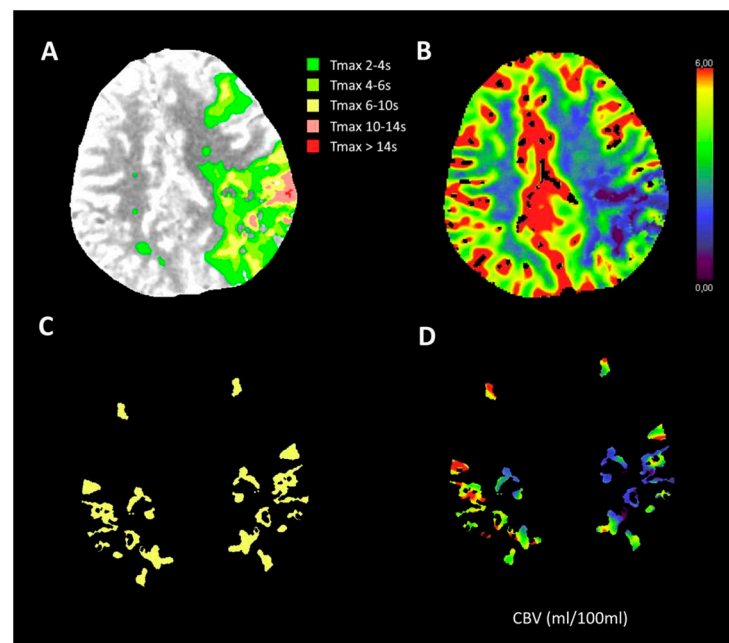 A
Tmax 2-4s
Tmax 4-6s
Tmax 6-10s
Tmax 10-14s
Tmax > 14s
B
6,00
0,00
C
D
CBV (ml/100ml)